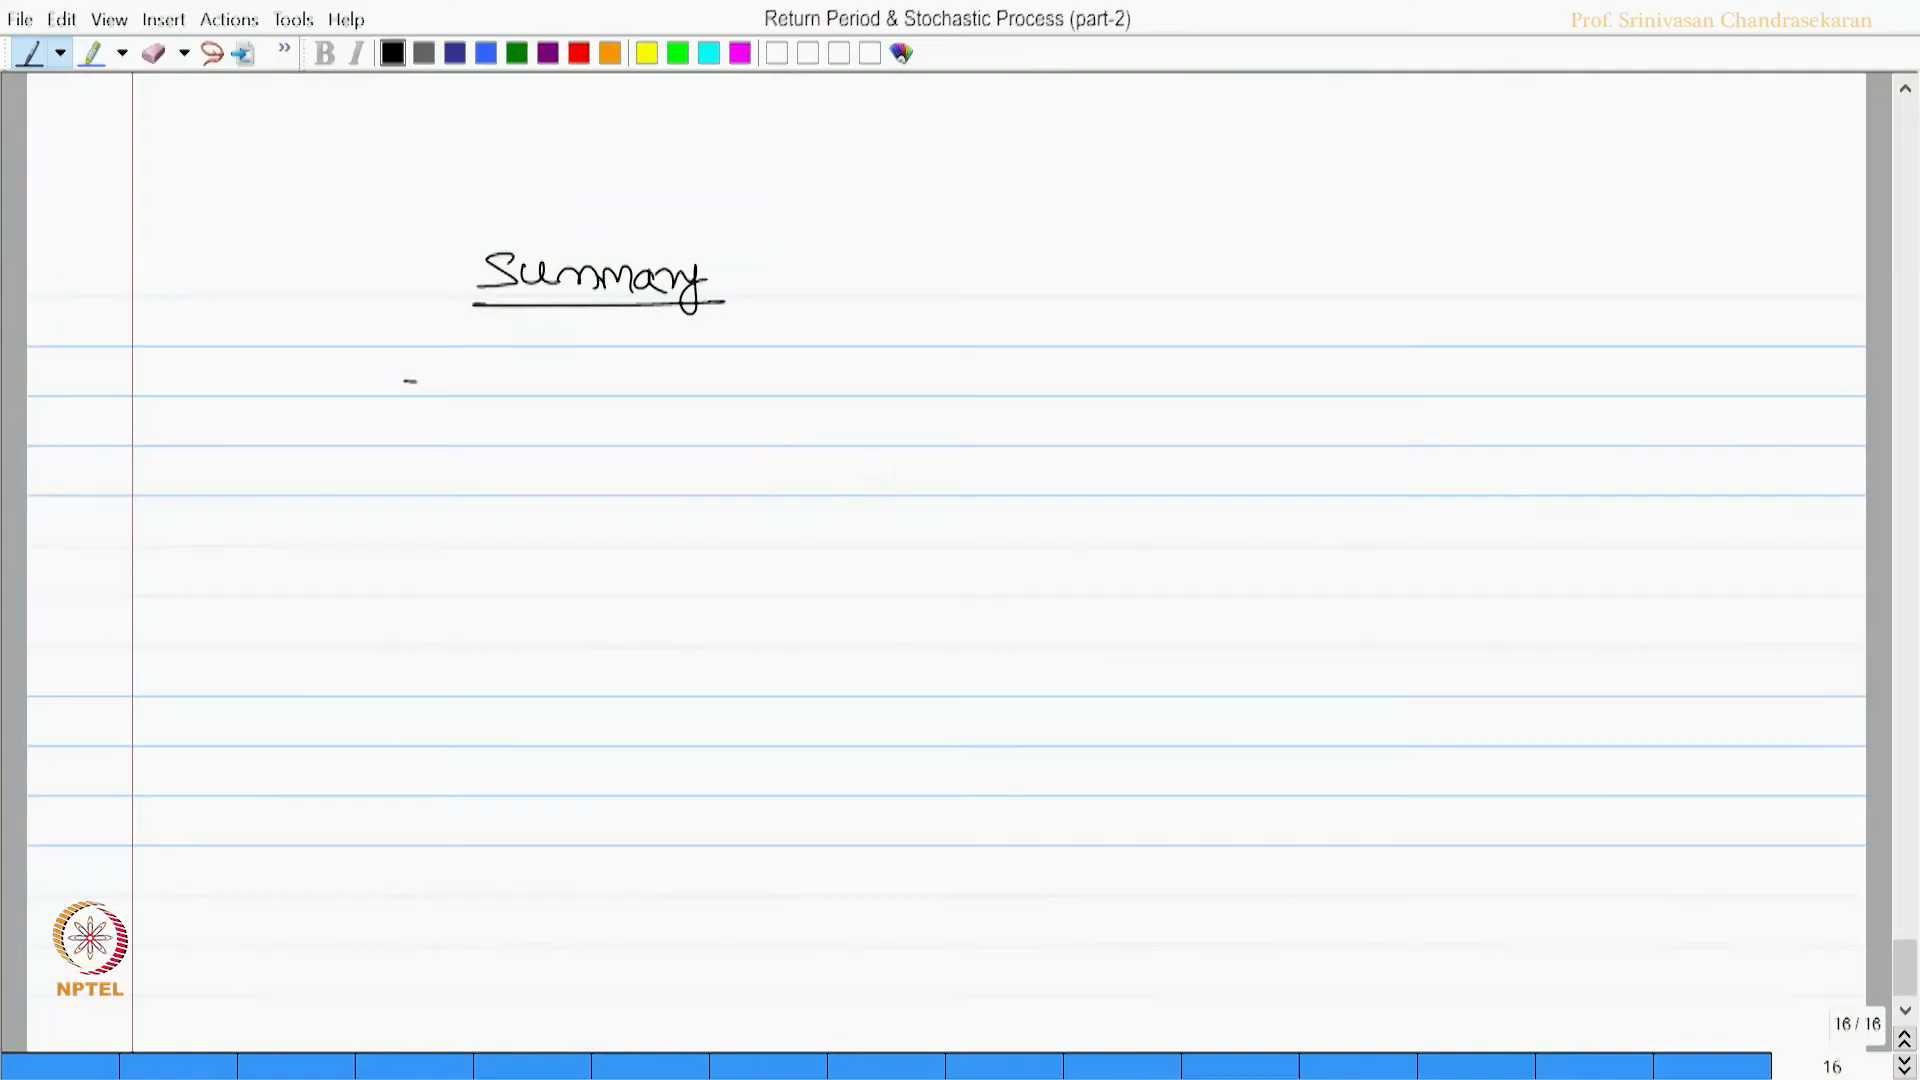 File Edit View Insert Actions Tools Help
Return Period & Stochastic Process (part-2)
Prof. Srinivasan Chandrasekaran
B I
Summary
-
NPTEL
16 / 16
16